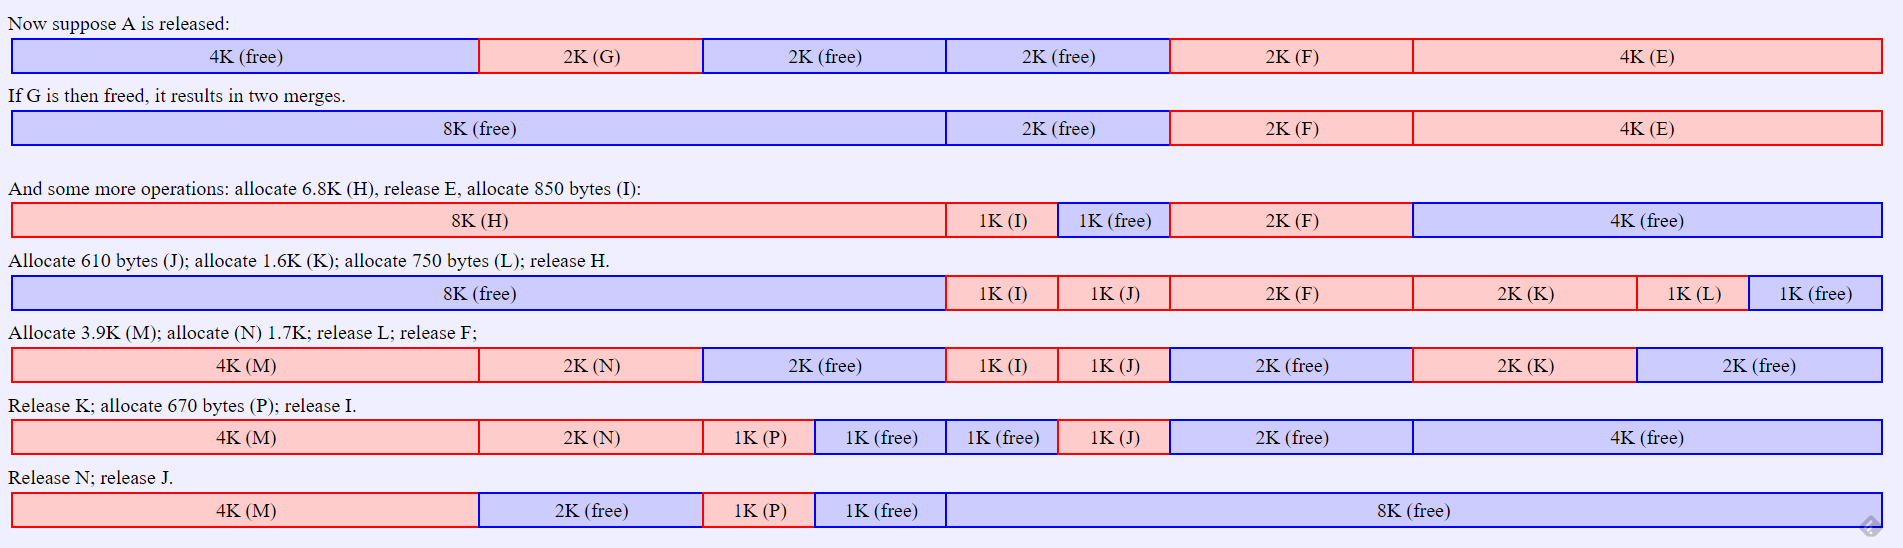 Now suppose A is released:
4K (free) 2K (G) 2K (free) 2K (free) 2K (F) 4K (E)
If G is then freed, it results in two merges.
8K (free) 2K (free) 2K (F) 4K (E)
And some more operations: allocate 6.8K (H), release E, allocate 850 bytes (I):
8K (H) 1K (I) 1K (free) 2K (F) 4K (free)
Allocate 610 bytes (J); allocate 1.6K (K); allocate 750 bytes (L); release H.
8K (free) 1K (I) 1K (J) 2K (F) 2K (K) 1K (L) 1K (free)
Allocate 3.9K (M); allocate (N) 1.7K; release L; release F;
4K (M) 2K (N) 2K (free) 1K (I) 1K (J) 2K (free) 2K (K) 2K (free)
Release K; allocate 670 bytes (P); release I.
4K (M) 2K (N) 1K (P) 1K (free) 1K (free) 1K (J) 2K (free) 4K (free)
Release N; release J.
4K (M) 2K (free) 1K (P) 1K (free) 8K (free)